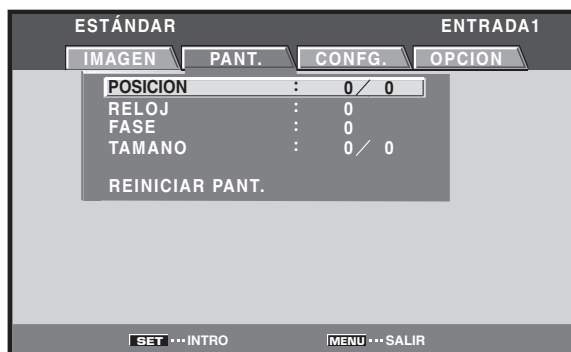 ESTÁNDAR ENTRADA1
IMAGEN PANT. CONFG. OPCION
POSICION : 0/ 0
RELOJ : 0
FASE : 0
TAMANO : 0/ 0
REINICIAR PANT.
SET ··· INTRO MENU ··· SALIR